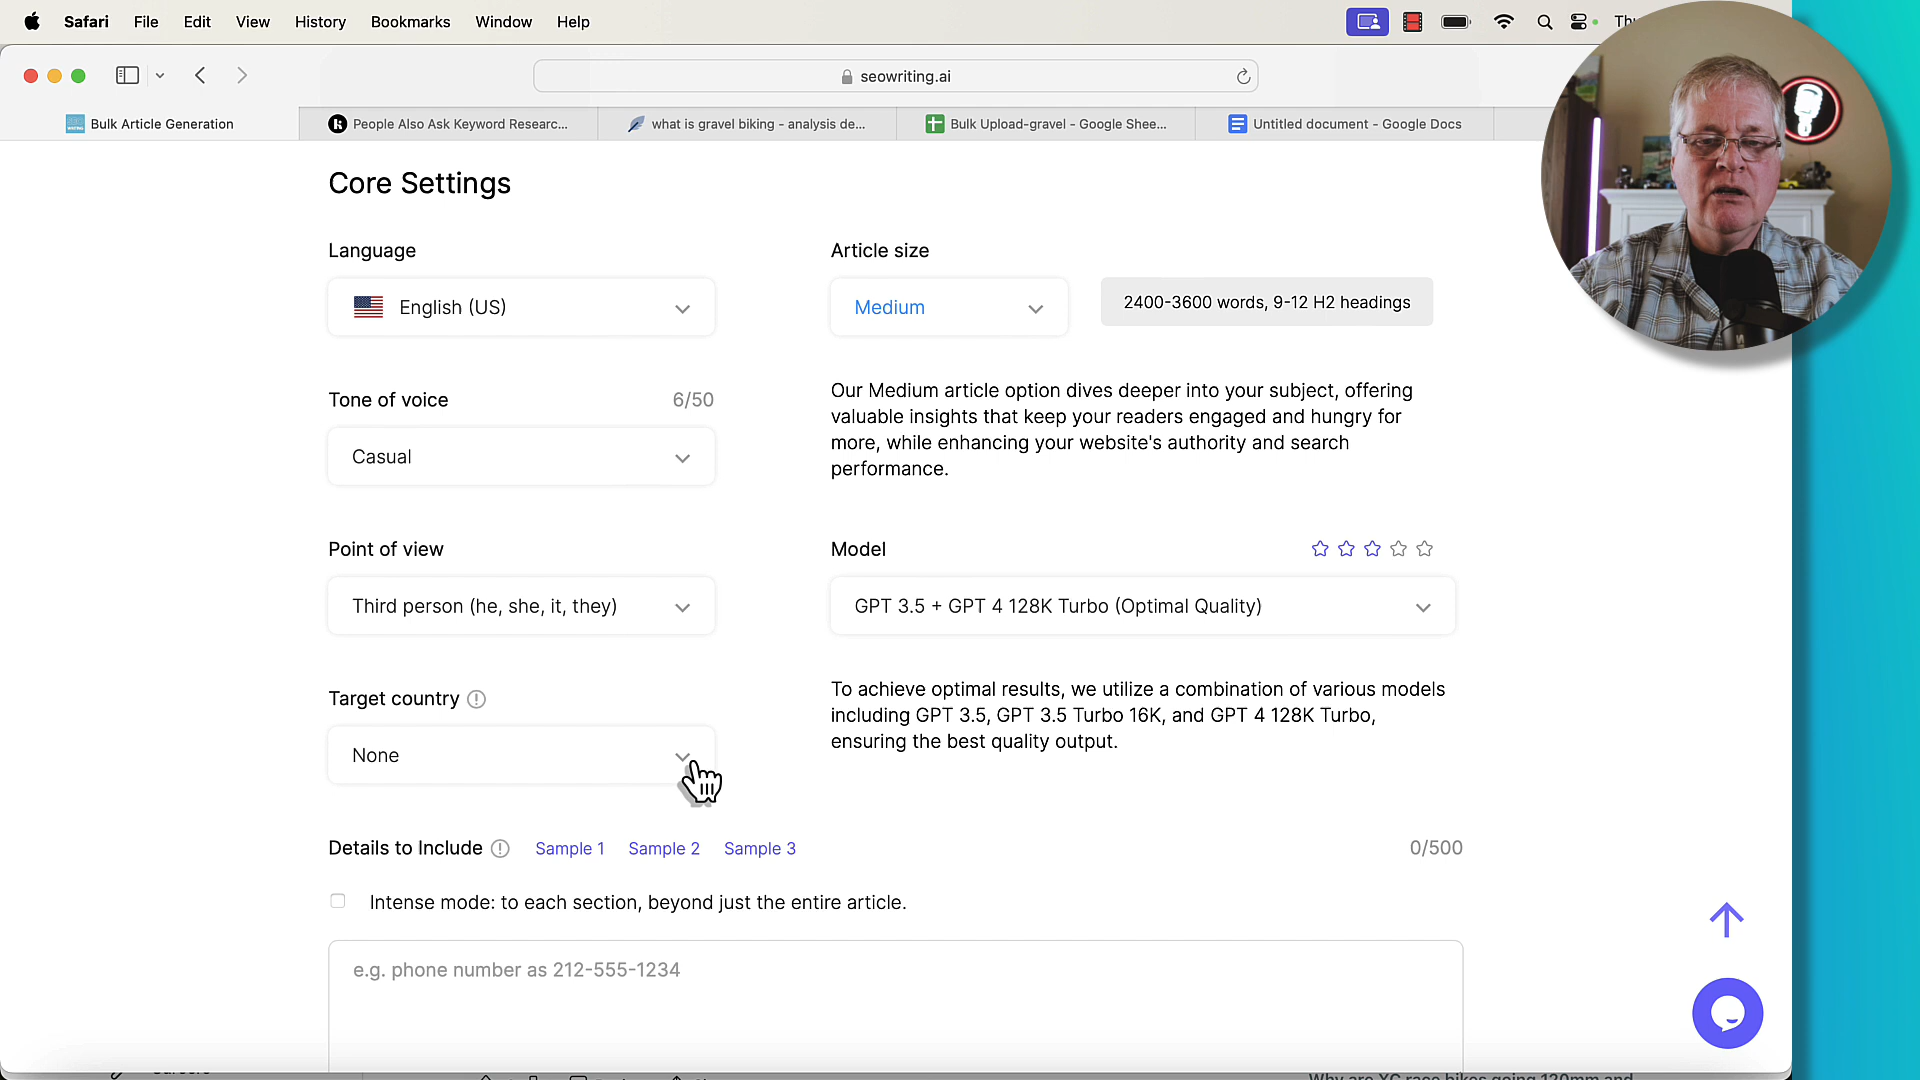 Safari File Edit View History Bookmarks Window Help
seowriting.ai
Bulk Article Generation
People Also Ask Keyword Researc...
what is gravel biking - analysis de...
Bulk Upload-gravel - Google Shee...
Untitled document - Google Docs
Core Settings
Language
English (US)
Article size
Medium
2400-3600 words, 9-12 H2 headings
Tone of voice
6/50
Casual
Our Medium article option dives deeper into your subject, offering
valuable insights that keep your readers engaged and hungry for
more, while enhancing your website's authority and search
performance.
Point of view
Third person (he, she, it, they)
Model
GPT 3.5 + GPT 4 128K Turbo (Optimal Quality)
Target country
None
To achieve optimal results, we utilize a combination of various models
including GPT 3.5, GPT 3.5 Turbo 16K, and GPT 4 128K Turbo,
ensuring the best quality output.
Details to Include
Sample 1
Sample 2
Sample 3
0/500
Intense mode: to each section, beyond just the entire article.
e.g. phone number as 212-555-1234
Why are XC race bikes going 120mm and